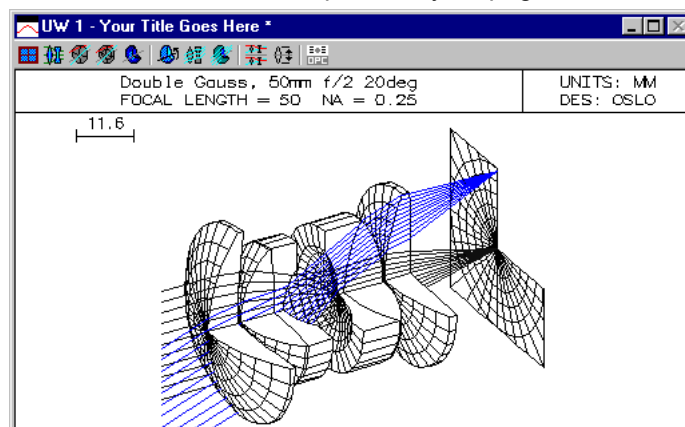 UW 1 - Your Title Goes Here *
Double Gauss, 50mm f/2 20deg
FOCAL LENGTH = 50 NA = 0.25
UNITS: MM
DES: OSLO
11.6